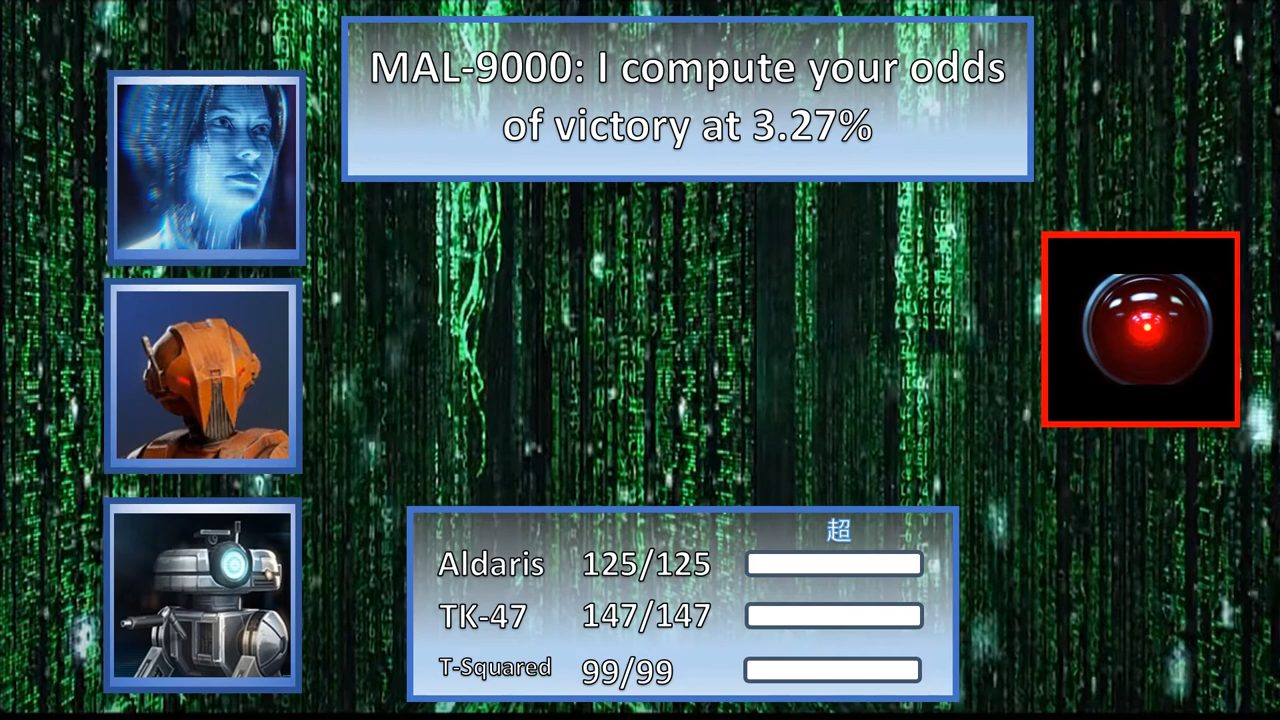 MAL-9000: I compute your odds
of victory at 3.27%
超
Aldaris 125/125
TK-47 147/147
T-Squared 99/99